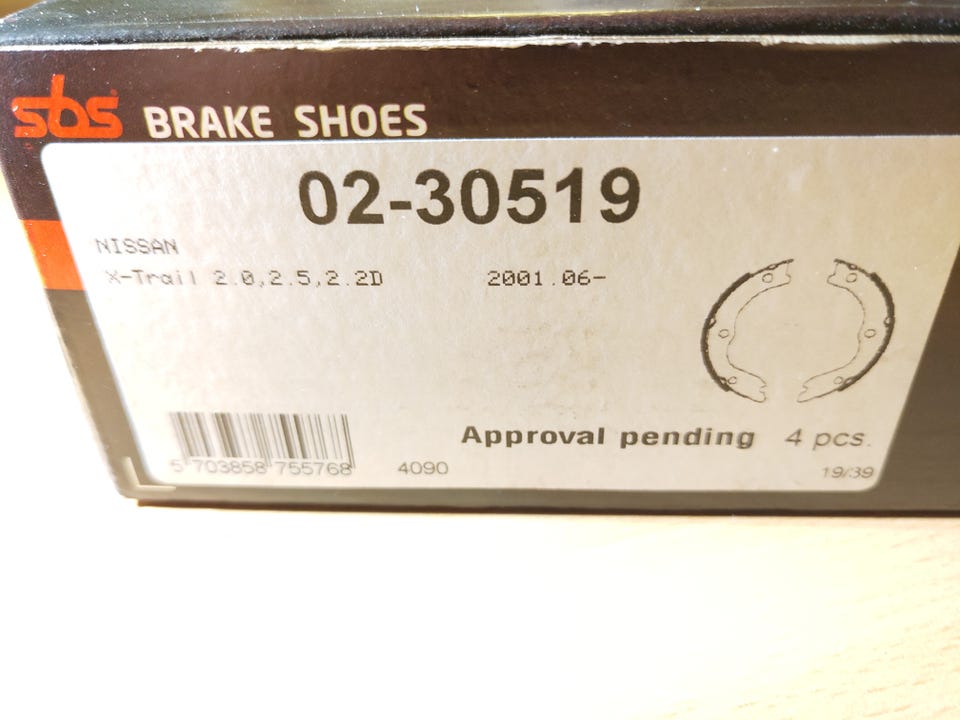 sbs BRAKE SHOES
02-30519
NISSAN
X-Trail 2.0,2.5,2.2D 2001.06-
Approval pending 4 pcs.
5 703858 755768 4090 19/39